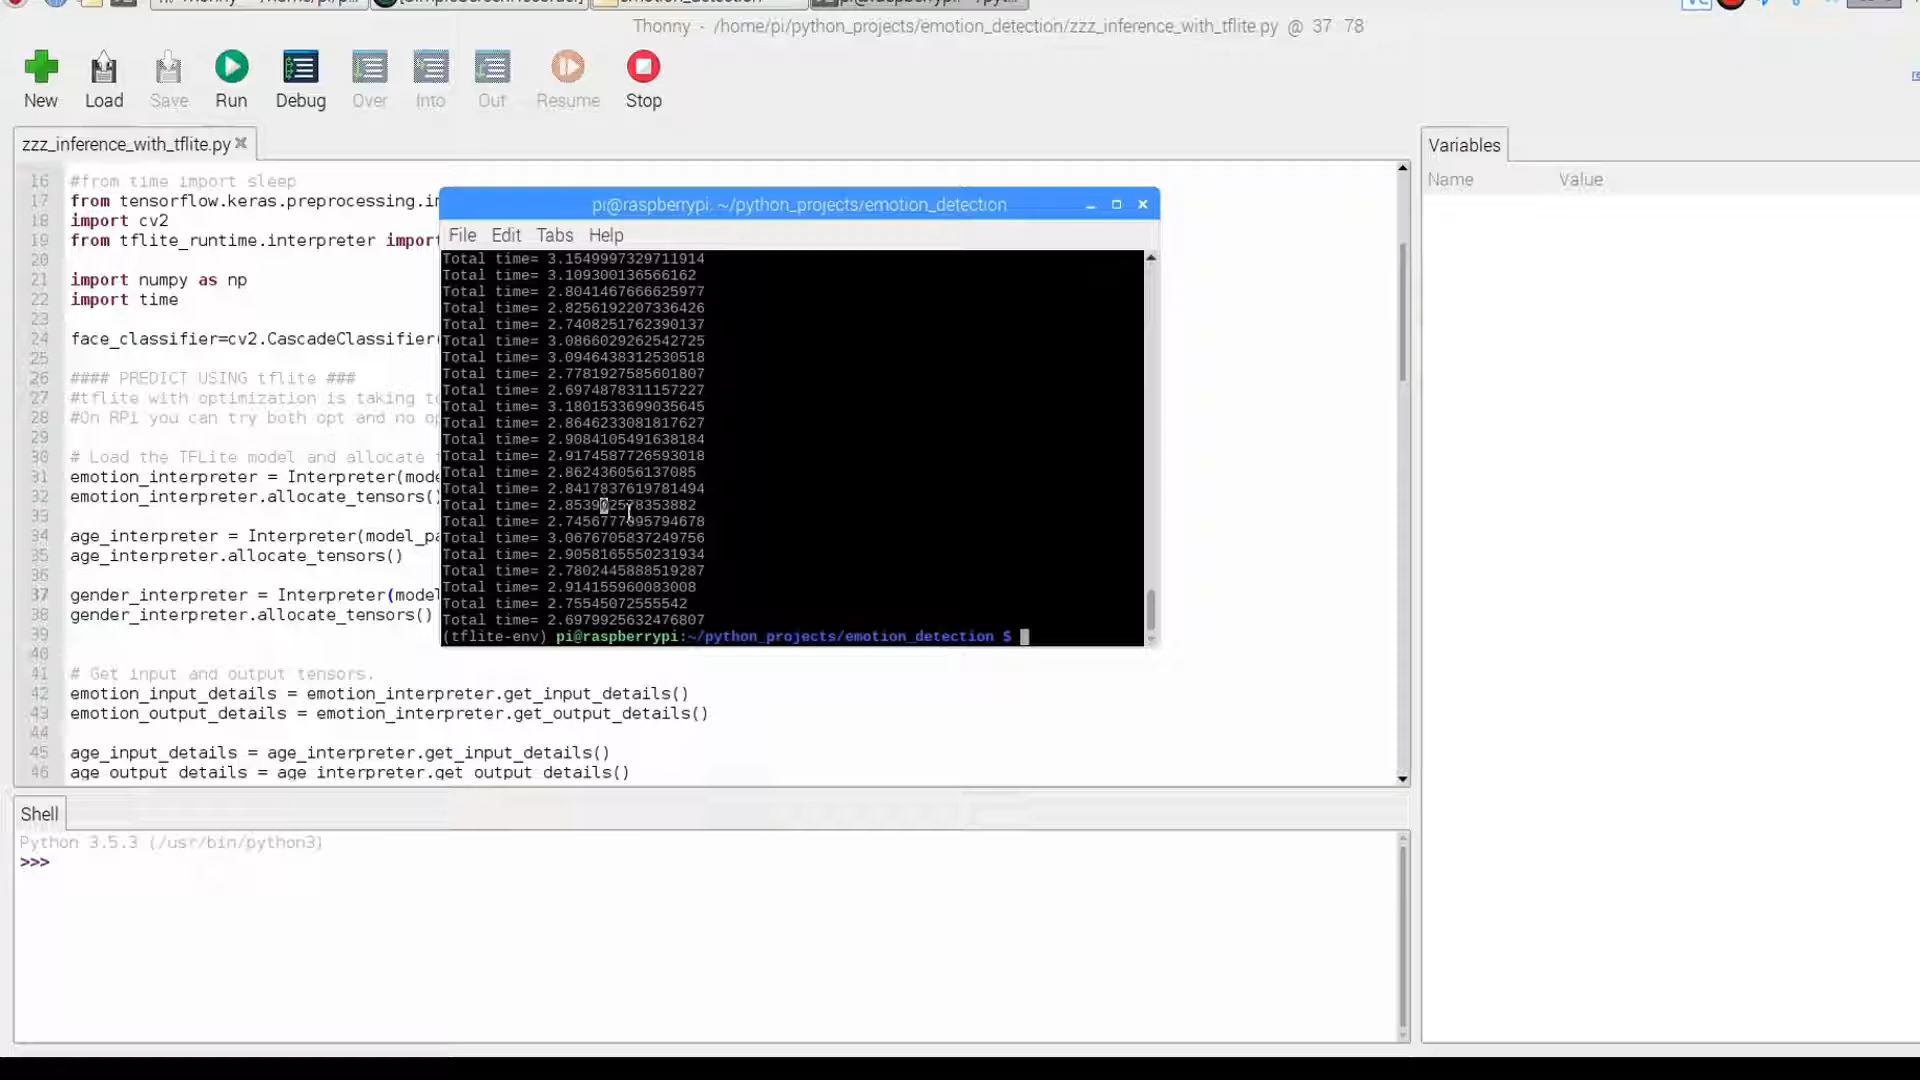 Thonny - /home/pi/python_projects/emotion_detection/zzz_inference_with_tflite.py @ 37 78
New Load Save Run Debug Over Into Out Resume Stop
zzz_inference_with_tflite.py
16 #from time import sleep
17 from tensorflow.keras.preprocessing.i
18 import cv2
19 from tflite_runtime.interpreter impor
20
21 import numpy as np
22 import time
23
24 face_classifier=cv2.CascadeClassifier
25
26 #### PREDICT USING tflite ###
27 #tflite with optimization is taking t
28 #On RPi you can try both opt and no o
29
30 # Load the TFLite model and allocate
31 emotion_interpreter = Interpreter(mod
32 emotion_interpreter.allocate_tensors()
33
34 age_interpreter = Interpreter(model_p
35 age_interpreter.allocate_tensors()
36
37 gender_interpreter = Interpreter(model
38 gender_interpreter.allocate_tensors()
39
40
41 # Get input and output tensors.
42 emotion_input_details = emotion_interpreter.get_input_details()
43 emotion_output_details = emotion_interpreter.get_output_details()
44
45 age_input_details = age_interpreter.get_input_details()
46 age_output_details = age_interpreter.get_output_details()
pi@raspberrypi: ~/python_projects/emotion_detection
File Edit Tabs Help
Total time= 3.1549997329711914
Total time= 3.109300136566162
Total time= 2.8041467666625977
Total time= 2.8256192207336426
Total time= 2.7408251762390137
Total time= 3.0866029262542725
Total time= 3.0946438312530518
Total time= 2.7781927585601807
Total time= 2.6974878311157227
Total time= 3.1801533699035645
Total time= 2.8646233081817627
Total time= 2.9084105491638184
Total time= 2.9174587726593018
Total time= 2.862436056137085
Total time= 2.8417837619781494
Total time= 2.853902578353882
Total time=
Total time= 3.0676705837249756
Total time= 2.9058165550231934
Total time= 2.7802445888519287
Total time= 2.914155960083008
Total time= 2.75545072555542
Total time= 2.6979925632476807
(tflite-env) pi@raspberrypi:~/python_projects/emotion_detection $
Variables
Name Value
Shell
Python 3.5.3 (/usr/bin/python3)
>>>